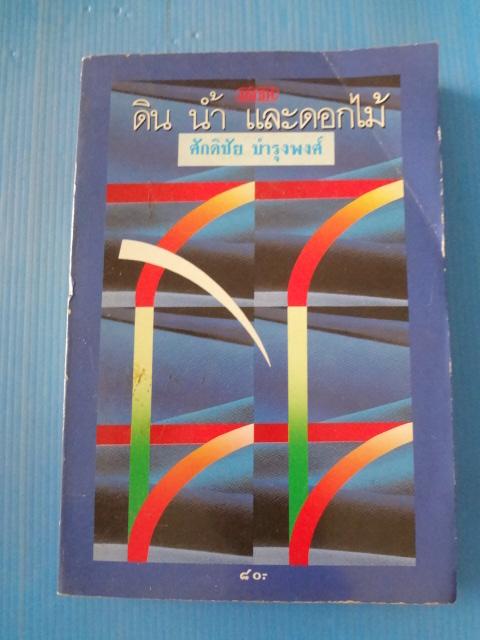 ดิน น้ำ และดอกไม้
ศักดิชัย บำรุงพงศ์
๘๐.-